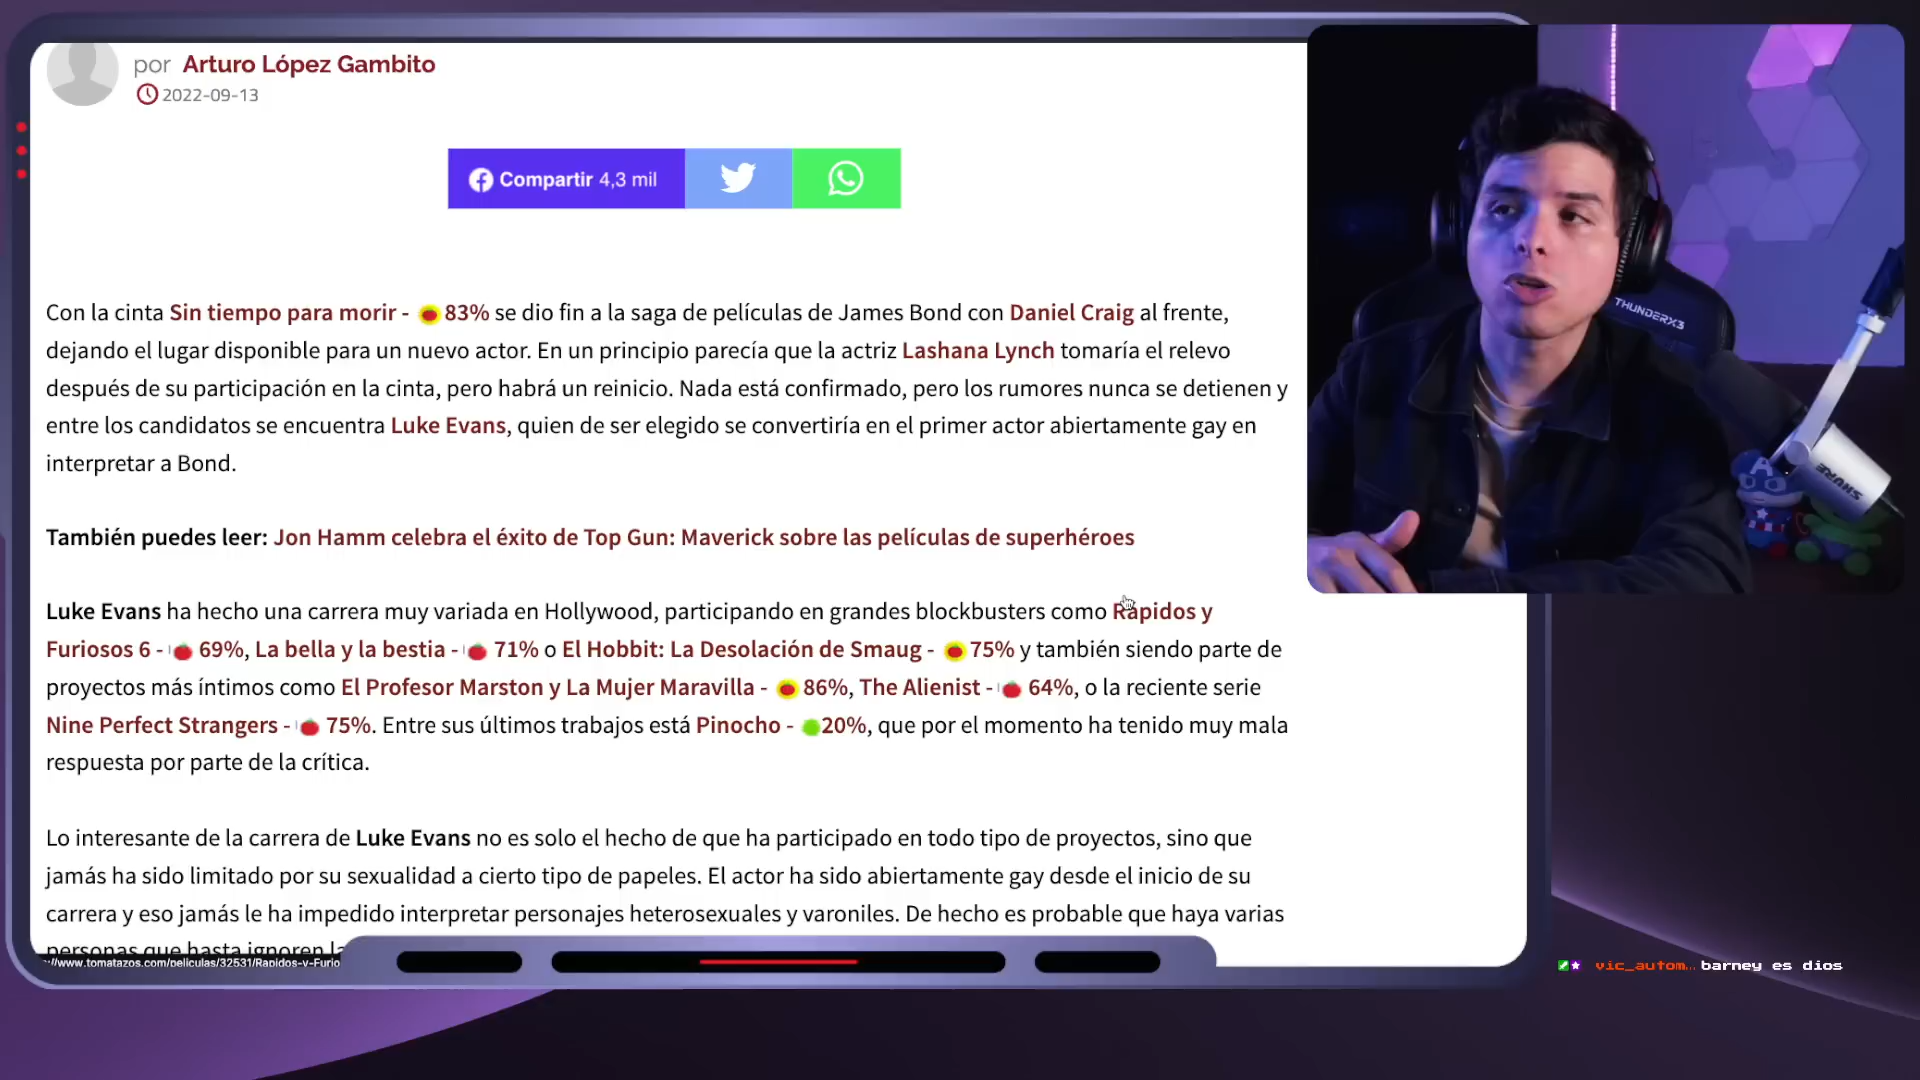 por Arturo López Gambito
2022-09-13
Compartir 4,3 mil
Con la cinta Sin tiempo para morir - 83% se dio fin a la saga de películas de James Bond con Daniel Craig al frente,
dejando el lugar disponible para un nuevo actor. En un principio parecía que la actriz Lashana Lynch tomaría el relevo
después de su participación en la cinta, pero habrá un reinicio. Nada está confirmado, pero los rumores nunca se detienen y
entre los candidatos se encuentra Luke Evans, quien de ser elegido se convertiría en el primer actor abiertamente gay en
interpretar a Bond.
También puedes leer: Jon Hamm celebra el éxito de Top Gun: Maverick sobre las películas de superhéroes
Luke Evans ha hecho una carrera muy variada en Hollywood, participando en grandes blockbusters como Rápidos y
Furiosos 6 - 69%, La bella y la bestia - 71% o El Hobbit: La Desolación de Smaug - 75% y también siendo parte de
proyectos más íntimos como El Profesor Marston y La Mujer Maravilla - 86%, The Alienist - 64%, o la reciente serie
Nine Perfect Strangers - 75%. Entre sus últimos trabajos está Pinocho - 20%, que por el momento ha tenido muy mala
respuesta por parte de la crítica.
Lo interesante de la carrera de Luke Evans no es solo el hecho de que ha participado en todo tipo de proyectos, sino que
jamás ha sido limitado por su sexualidad a cierto tipo de papeles. El actor ha sido abiertamente gay desde el inicio de su
carrera y eso jamás le ha impedido interpretar personajes heterosexuales y varoniles. De hecho es probable que haya varias
personas que hasta ignoren la
://www.tomatazos.com/peliculas/32531/Rapidos-y-Furio
THUNDERX3
SHURE
A
vic_autom... barney es dios